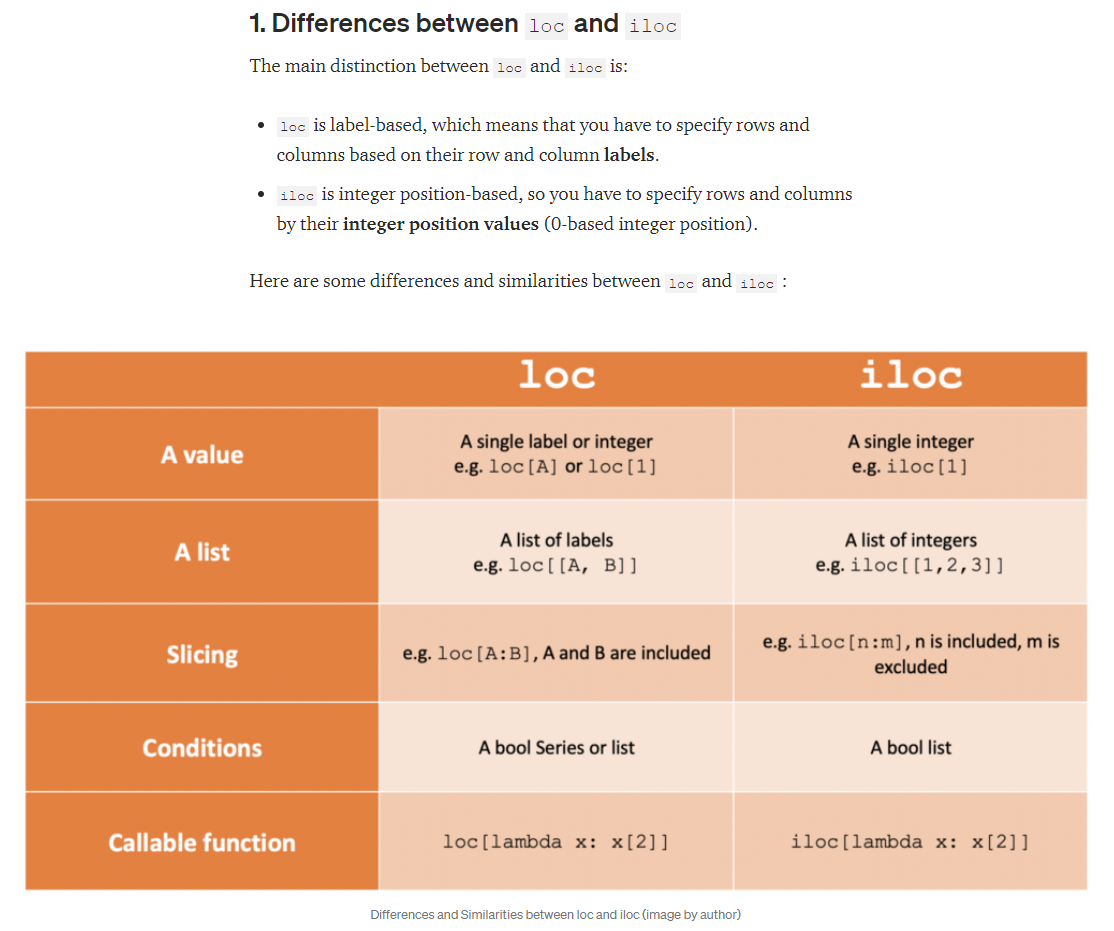 1. Differences between loc and iloc
The main distinction between loc and iloc is:
• loc is label-based, which means that you have to specify rows and
columns based on their row and column labels.
• iloc is integer position-based, so you have to specify rows and columns
by their integer position values (0-based integer position).
Here are some differences and similarities between loc and iloc :
loc
iloc
A value
A single label or integer
e.g. loc[A] or loc[1]
A single integer
e.g. iloc[1]
A list
A list of labels
e.g. loc[[A, B]]
A list of integers
e.g. iloc[[1,2,3]]
Slicing
e.g. loc[A:B], A and B are included
e.g. iloc[n:m], n is included, m is
excluded
Conditions
A bool Series or list
A bool list
Callable function
loc[lambda x: x[2]]
iloc[lambda x: x[2]]
Differences and Similarities between loc and iloc (image by author)